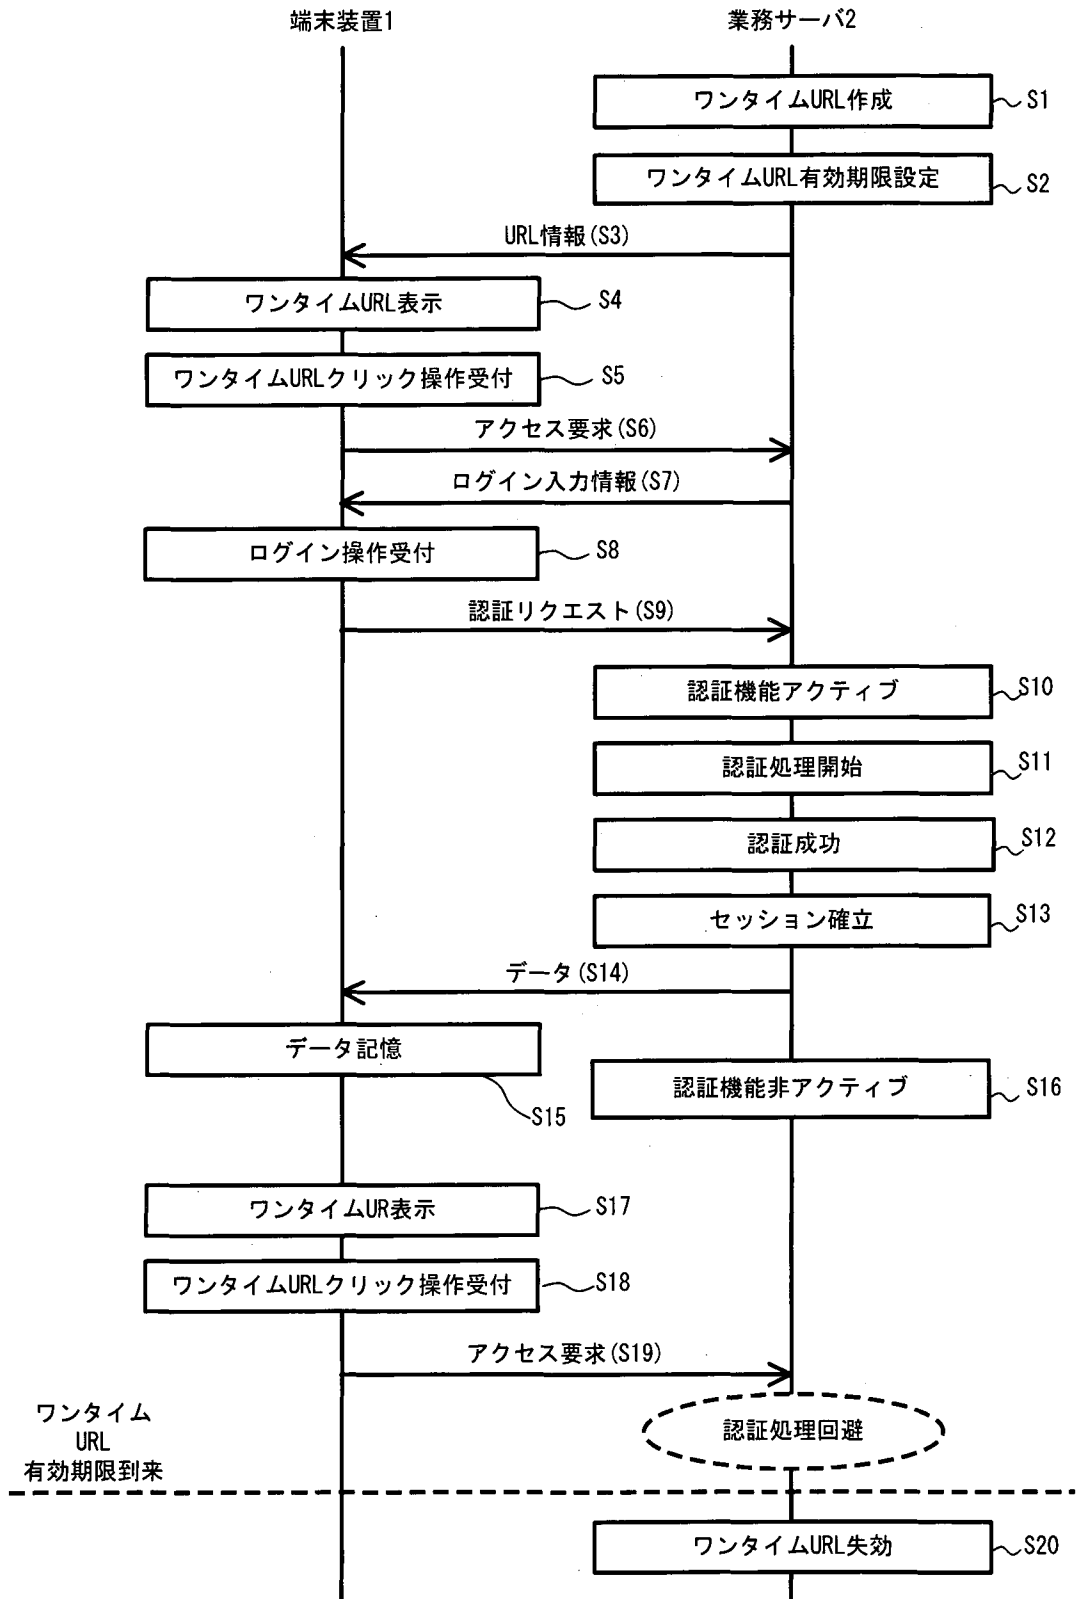 端末装置1
業務サーバ2
ワンタイムURL作成
S1
ワンタイムURL有効期限設定
S2
URL情報(S3)
ワンタイムURL表示
S4
ワンタイムURLクリック操作受付
S5
アクセス要求(S6)
ログイン入力情報(S7)
ログイン操作受付
S8
認証リクエスト(S9)
認証機能アクティブ
S10
認証処理開始
S11
認証成功
S12
セッション確立
S13
データ(S14)
データ記憶
S15
認証機能非アクティブ
S16
ワンタイムUR表示
S17
ワンタイムURLクリック操作受付
S18
アクセス要求(S19)
認証処理回避
ワンタイム
URL
有効期限到来
ワンタイムURL失効
S20